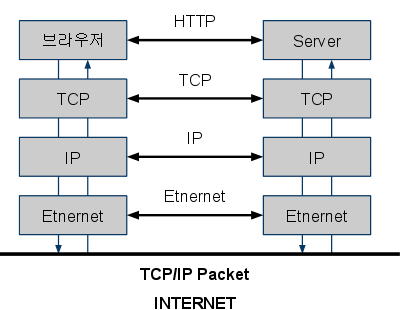 HTTP
브라우저 Server
TCP
TCP TCP
IP
IP IP
Etnernet
Etnernet Etnernet
TCP/IP Packet
INTERNET